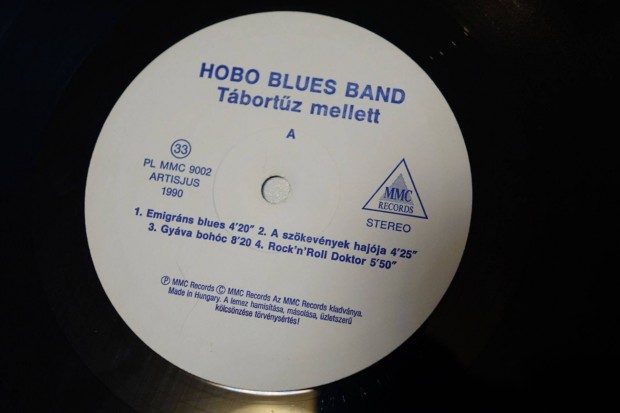 HOBO BLUES BAND
Tábortűz mellett
A
33
PL MMC 9002
ARTISJUS
1990
MMC
RECORDS
STEREO
1. Emigráns blues 4'20" 2. A szökevények hajója 4'25"
3. Gyáva bohóc 8'20 4. Rock'n'Roll Doktor 5'50"
Ⓟ MMC Records Ⓒ MMC Records Az MMC Records kiadványa.
Made in Hungary. A lemez hamisítása, másolása, üzletszerű
kölcsönzése törvénysértés!